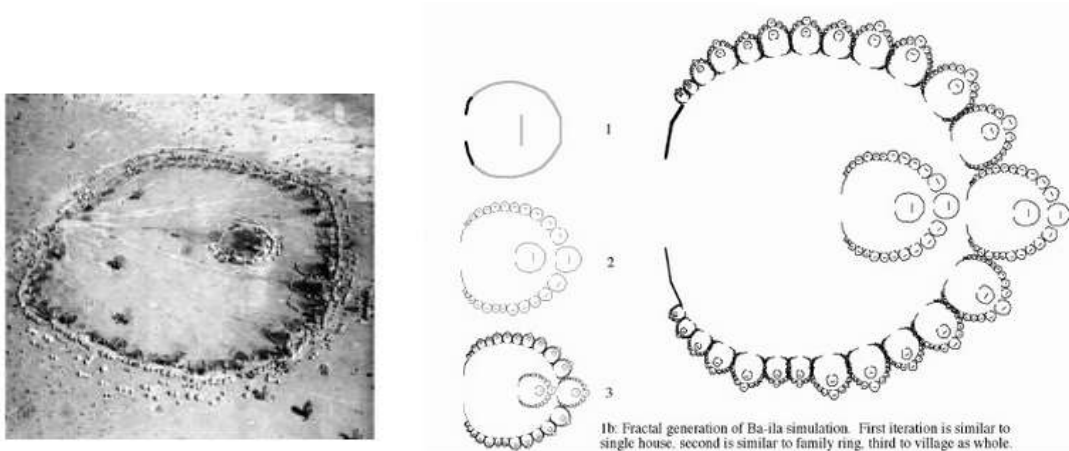 1
2
3
1b: Fractal generation of Ba-ila simulation. First iteration is similar to
single house, second is similar to family ring, third to village as whole.